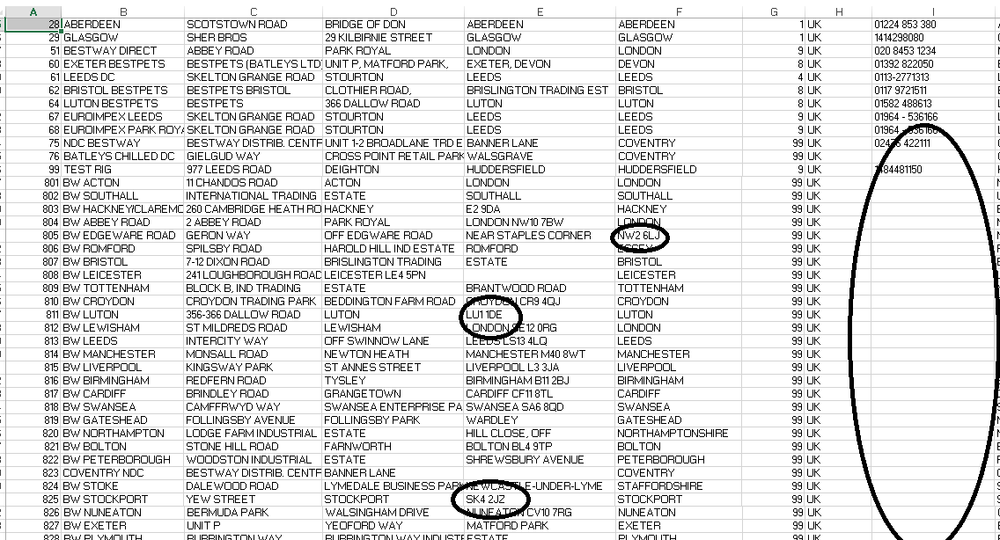 A B C D E F G H I
28 ABERDEEN SCOTSTOWN ROAD BRIDGE OF DON ABERDEEN ABERDEEN 1 UK 01224 853 380
29 GLASGOW SHER BROS 29 KILBIRNIE STREET GLASGOW GLASGOW 1 UK 1414298080
51 BESTWAY DIRECT ABBEY ROAD PARK ROYAL LONDON LONDON 9 UK 020 8453 1234
60 EXETER BESTPETS BESTPETS (BATLEYS LTD) UNIT P, MATFORD PARK, EXETER, DEVON DEVON 8 UK 01392 822050
61 LEEDS DC SKELTON GRANGE ROAD STOURTON LEEDS LEEDS 4 UK 0113-2771313
62 BRISTOL BESTPETS BESTPETS BRISTOL CLOTHIER ROAD, BRISLINGTON TRADING EST BRISTOL 8 UK 0117 9721511
64 LUTON BESTPETS BESTPETS 366 DALLOW ROAD LUTON LUTON 8 UK 01582 488613
67 EUROIMPEX LEEDS SKELTON GRANGE ROAD STOURTON LEEDS LEEDS 9 UK 01964 - 536166
68 EUROIMPEX PARK ROYA SKELTON GRANGE ROAD STOURTON LEEDS LEEDS 9 UK 01964 - 536166
75 NDC BESTWAY BESTWAY DISTRIB. CENTF UNIT 1-2 BROADLANE TRD E BANNER LANE COVENTRY 99 UK 422111
76 BATLEYS CHILLED DC GIELGUD WAY CROSS POINT RETAIL PARK WALSGRAVE COVENTRY 99 UK
99 TEST RIG 977 LEEDS ROAD DEIGHTON HUDDERSFIELD HUDDERSFIELD 9 UK 1484481150
801 BW ACTON 11 CHANDOS ROAD ACTON LONDON LONDON 99 UK
802 BW SOUTHALL INTERNATIONAL TRADING ESTATE SOUTHALL SOUTHALL 99 UK
803 BW HACKNEY/CLAREMO 260 CAMBRIDGE HEATH RO HACKNEY E2 9DA HACKNEY 99 UK
804 BW ABBEY ROAD 2 ABBEY ROAD PARK ROYAL LONDON NW10 7BW LONDON 99 UK
805 BW EDGEWARE ROAD GERON WAY OFF EDGWARE ROAD NEAR STAPLES CORNER NW2 6LJ 99 UK
806 BW ROMFORD SPILSBY ROAD HAROLD HILL IND ESTATE ROMFORD ESSEX 99 UK
807 BW BRISTOL 7-12 DIXON ROAD BRISLINGTON TRADING ESTATE BRISTOL 99 UK
808 BW LEICESTER 241 LOUGHBOROUGH ROAD LEICESTER LE4 5PN LEICESTER 99 UK
809 BW TOTTENHAM BLOCK B, IND TRADING ESTATE BRANTWOOD ROAD TOTTENHAM 99 UK
810 BW CROYDON CROYDON TRADING PARK BEDDINGTON FARM ROAD CROYDON CR9 4QJ CROYDON 99 UK
811 BW LUTON 356-366 DALLOW ROAD LUTON LU1 1DE LUTON 99 UK
812 BW LEWISHAM ST MILDREDS ROAD LEWISHAM LONDON SE12 0RG LONDON 99 UK
813 BW LEEDS INTERCITY WAY OFF SWINNOW LANE LEEDS LS13 4LQ LEEDS 99 UK
814 BW MANCHESTER MONSALL ROAD NEWTON HEATH MANCHESTER M40 8WT MANCHESTER 99 UK
815 BW LIVERPOOL KINGSWAY PARK ST ANNES STREET LIVERPOOL L3 3JA LIVERPOOL 99 UK
816 BW BIRMINGHAM REDFERN ROAD TYSLEY BIRMINGHAM B11 2BJ BIRMINGHAM 99 UK
817 BW CARDIFF BRINDLEY ROAD GRANGETOWN CARDIFF CF11 8TL CARDIFF 99 UK
818 BW SWANSEA CAMFFRWYD WAY SWANSEA ENTERPRISE PA SWANSEA SA6 8QD SWANSEA 99 UK
819 BW GATESHEAD FOLLINGSBY AVENUE FOLLINGSBY PARK WARDLEY GATESHEAD 99 UK
820 BW NORTHAMPTON LODGE FARM INDUSTRIAL ESTATE HILL CLOSE, OFF NORTHAMPTONSHIRE 99 UK
821 BW BOLTON STONE HILL ROAD FARNWORTH BOLTON BL4 9TP BOLTON 99 UK
822 BW PETERBOROUGH WOODSTON INDUSTRIAL ESTATE SHREWSBURY AVENUE PETERBOROUGH 99 UK
823 COVENTRY NDC BESTWAY DISTRIB. CENTF BANNER LANE COVENTRY 99 UK
824 BW STOKE DALEWOOD ROAD LYMEDALE BUSINESS PARK NEWCASTLE-UNDER-LYME STAFFORDSHIRE 99 UK
825 BW STOCKPORT YEW STREET STOCKPORT SK4 2JZ STOCKPORT 99 UK
826 BW NUNEATON BERMUDA PARK WALSINGHAM DRIVE NUNEATON CV10 7RG NUNEATON 99 UK
827 BW EXETER UNIT P YEOFORD WAY MATFORD PARK EXETER 99 UK
828 BW PLYMOUTH BURRINGTON WAY BURRINGTON WAY INDUST ESTATE PLYMOUTH 99 UK